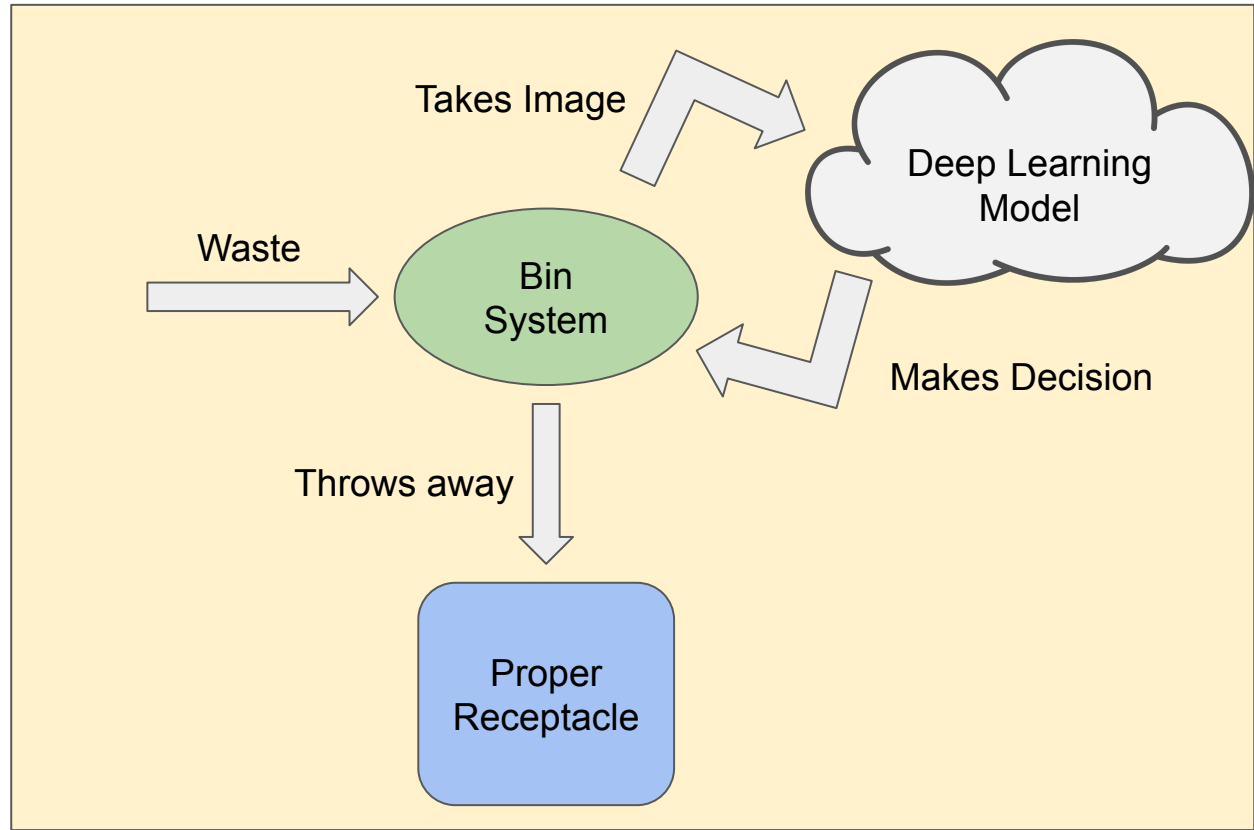 Takes Image
Deep Learning
Model
Waste
Bin
System
Makes Decision
Throws away
Proper
Receptacle